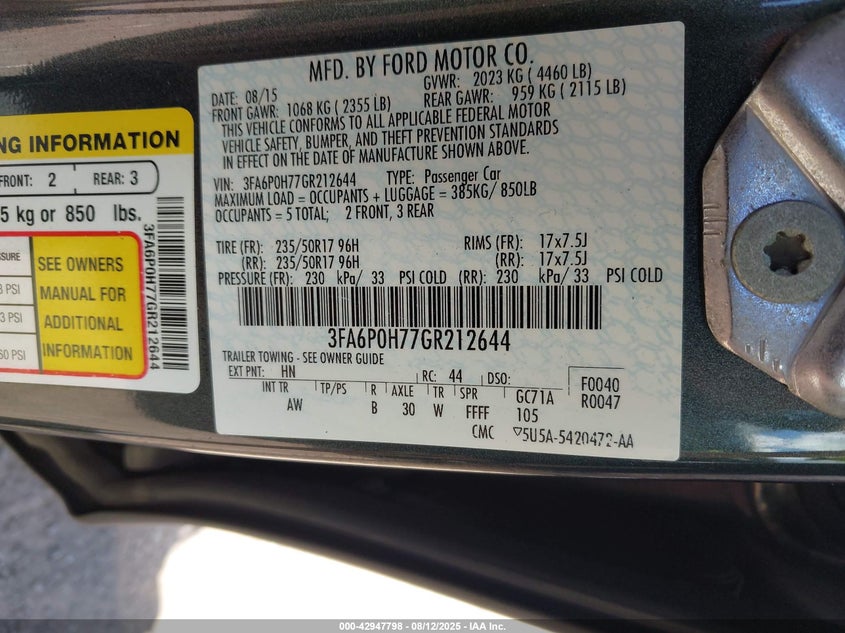 MFD. BY FORD MOTOR CO.
DATE: 08/15 GVWR: 2023 KG ( 4460 LB)
FRONT GAWR: 1068 KG ( 2355 LB) REAR GAWR: 959 KG ( 2115 LB)
THIS VEHICLE CONFORMS TO ALL APPLICABLE FEDERAL MOTOR
VEHICLE SAFETY, BUMPER, AND THEFT PREVENTION STANDARDS
IN EFFECT ON THE DATE OF MANUFACTURE SHOWN ABOVE.
VIN: 3FA6P0H77GR212644 TYPE: Passenger Car
MAXIMUM LOAD = OCCUPANTS + LUGGAGE = 385KG/ 850LB
OCCUPANTS = 5 TOTAL; 2 FRONT, 3 REAR
TIRE (FR): 235/50R17 96H RIMS (FR): 17x7.5J
(RR): 235/50R17 96H (RR): 17x7.5J
PRESSURE (FR): 230 kPa/ 33 PSI COLD (RR): 230 kPa/ 33 PSI COLD
3FA6P0H77GR212644
TRAILER TOWING - SEE OWNER GUIDE
EXT PNT: HN RC: 44 DSO: F0040
R0047
INT TR TP/PS R AXLE TR SPR GC71A
AW B 30 W FFFF 105
CMC 5U5A-5420472-AA
NG INFORMATION
FRONT: 2 REAR: 3
5 kg or 850 lbs.
SURE
3 PSI
3 PSI
60 PSI
SEE OWNERS
MANUAL FOR
ADDITIONAL
INFORMATION
3FA6P0H77GR212644
000-42947798 - 08/12/2025 - IAA Inc.